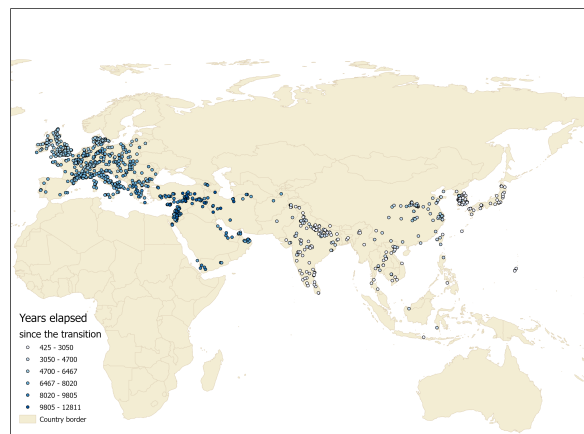 Years elapsed
since the transition
425 - 3050
3050 - 4700
4700 - 6467
6467 - 8020
8020 - 9805
9805 - 12811
Country border